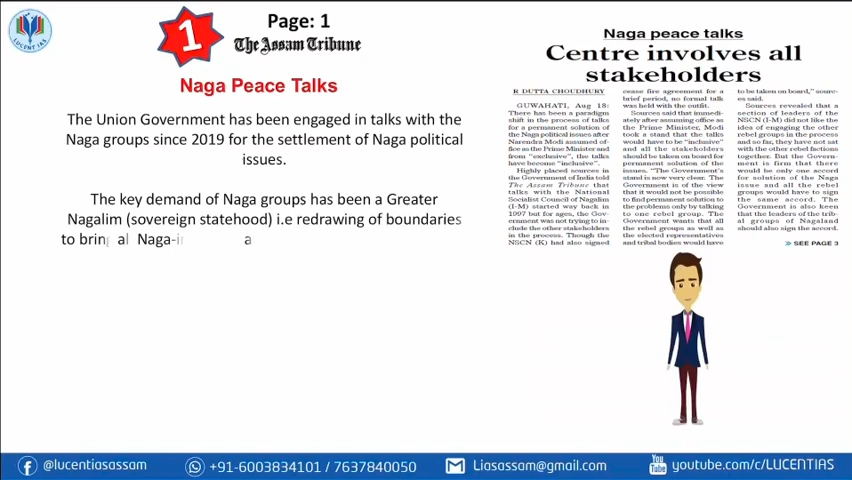 LUCENT IAS
1
Page: 1
The Assam Tribune
Naga Peace Talks
The Union Government has been engaged in talks with the
Naga groups since 2019 for the settlement of Naga political
issues.
The key demand of Naga groups has been a Greater
Nagalim (sovereign statehood) i.e redrawing of boundaries
to bring al Naga-i a
Naga peace talks
Centre involves all
stakeholders
R DUTTA CHOUDHURY
GUWAHATI, Aug 18:
There has been a paradigm
shift in the process of talks
for a permanent solution of
the Naga political issues after
Narendra Modi assumed of-
fice as the Prime Minister and
from "exclusive", the talks
have become "inclusive".
Highly placed sources in
the Government of India told
The Assam Tribune that
talks with the National
Socialist Council of Nagalim
(I-M) started way back in
1997 but for ages, the Gov-
ernment was not trying to in-
clude the other stakeholders
in the process. Though the
NSCN (K) had also signed
cease fire agreement for a
brief period, no formal talk
was held with the outfit.
Sources said that immedi-
ately after assuming office as
the Prime Minister, Modi
took a stand that the talks
would have to be "inclusive"
and all the stakeholders
should be taken on board for
permanent solution of the
issues. "The Government's
stand is now very clear. The
Government is of the view
that it would not be possible
to find permanent solution to
the problems only by talking
to one rebel group. The
Government wants that all
the rebel groups as well as
the elected representatives
and tribal bodies would have
to be taken on board," sourc-
es said.
Sources revealed that a
section of leaders of the
NSCN (I-M) did not like the
idea of engaging the other
rebel groups in the process
and so far, they have not sat
with the other rebel factions
together. But the Govern-
ment is firm that there
would be only one accord
for solution of the Naga
issue and all the rebel
groups would have to sign
the same accord. The
Government is also keen
that the leaders of the trib-
al groups of Nagaland
should also sign the accord.
SEE PAGE 3
@lucentiasassam
+91-6003834101 / 7637840050
Liasassam@gmail.com
You Tube
youtube.com/c/LUCENTIAS